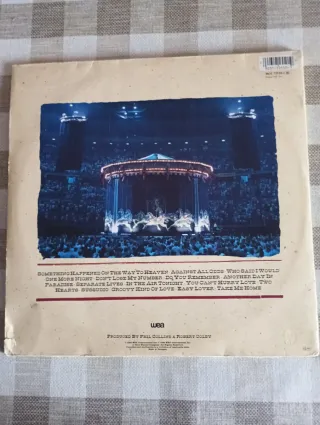 Something Happened On The Way To Heaven Against All Odds Who Said I Would
One More Night Don't Lose My Number Do You Remember Another Day In
Paradise Separate Lives In The Air Tonight You Can't Hurry Love Two
Hearts Sussudio Groovy Kind Of Love Easy Lover Take Me Home
wea
Produced By Phil Collins & Robert Colby